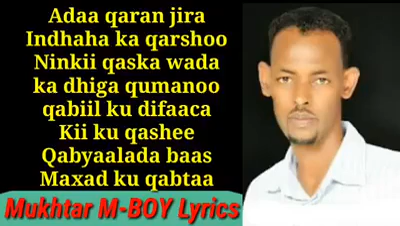 Adaa qaran jira
Indhaha ka qarshoo
Ninkii qaska wada
ka dhiga qumanoo
qabiil ku difaaca
Kii ku qashee
Qabyaalada baas
Maxad ku qabtaa
Mukhtar M-BOY Lyrics